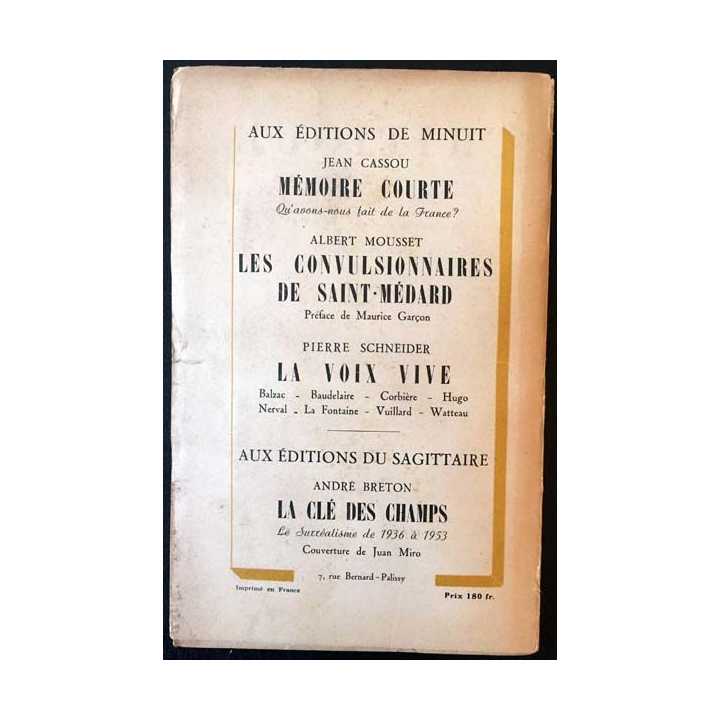 AUX ÉDITIONS DE MINUIT
JEAN CASSOU
MÉMOIRE COURTE
Qu'avons-nous fait de la France?
ALBERT MOUSSET
LES CONVULSIONNAIRES
DE SAINT-MÉDARD
Préface de Maurice Garçon
PIERRE SCHNEIDER
LA VOIX VIVE
Balzac - Baudelaire - Corbière - Hugo
Nerval - La Fontaine - Vuillard - Watteau
AUX ÉDITIONS DU SAGITTAIRE
ANDRÉ BRETON
LA CLÉ DES CHAMPS
Le Surréalisme de 1936 à 1953
Couverture de Juan Miro
7, rue Bernard-Palissy
Imprimé en France
Prix 180 fr.